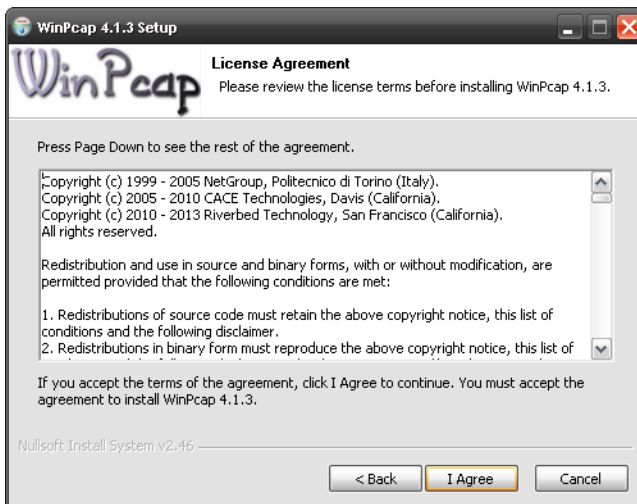 WinPcap 4.1.3 Setup
WinPcap
License Agreement
Please review the license terms before installing WinPcap 4.1.3.
Press Page Down to see the rest of the agreement.
Copyright (c) 1999 - 2005 NetGroup, Politecnico di Torino (Italy).
Copyright (c) 2005 - 2010 CACE Technologies, Davis (California).
Copyright (c) 2010 - 2013 Riverbed Technology, San Francisco (California).
All rights reserved.
Redistribution and use in source and binary forms, with or without modification, are
permitted provided that the following conditions are met:
1. Redistributions of source code must retain the above copyright notice, this list of
conditions and the following disclaimer.
2. Redistributions in binary form must reproduce the above copyright notice, this list of
If you accept the terms of the agreement, click I Agree to continue. You must accept the
agreement to install WinPcap 4.1.3.
Nullsoft Install System v2.46
< Back
I Agree
Cancel